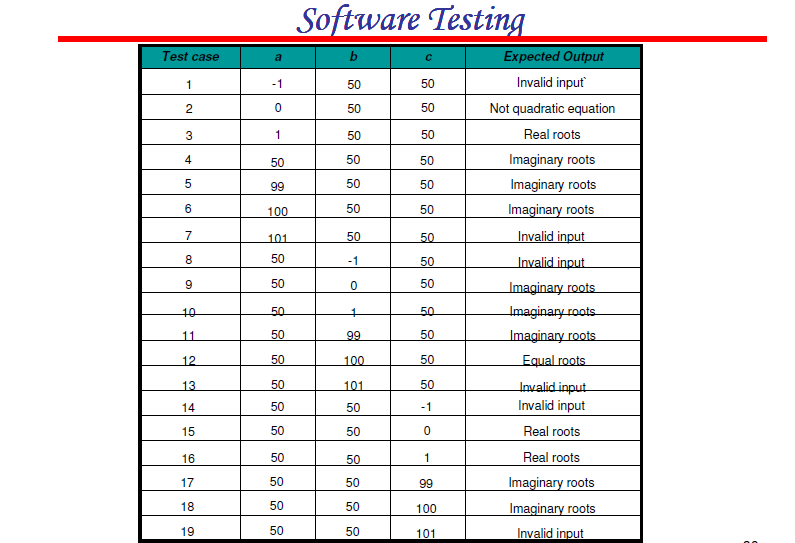 Software Testing
Test case a b c Expected Output
1 -1 50 50 Invalid input`
2 0 50 50 Not quadratic equation
3 1 50 50 Real roots
4 50 50 50 Imaginary roots
5 99 50 50 Imaginary roots
6 100 50 50 Imaginary roots
7 101 50 50 Invalid input
8 50 -1 50 Invalid input
9 50 0 50 Imaginary roots
10 50 1 50 Imaginary roots
11 50 99 50 Imaginary roots
12 50 100 50 Equal roots
13 50 101 50 Invalid input
14 50 50 -1 Invalid input
15 50 50 0 Real roots
16 50 50 1 Real roots
17 50 50 99 Imaginary roots
18 50 50 100 Imaginary roots
19 50 50 101 Invalid input